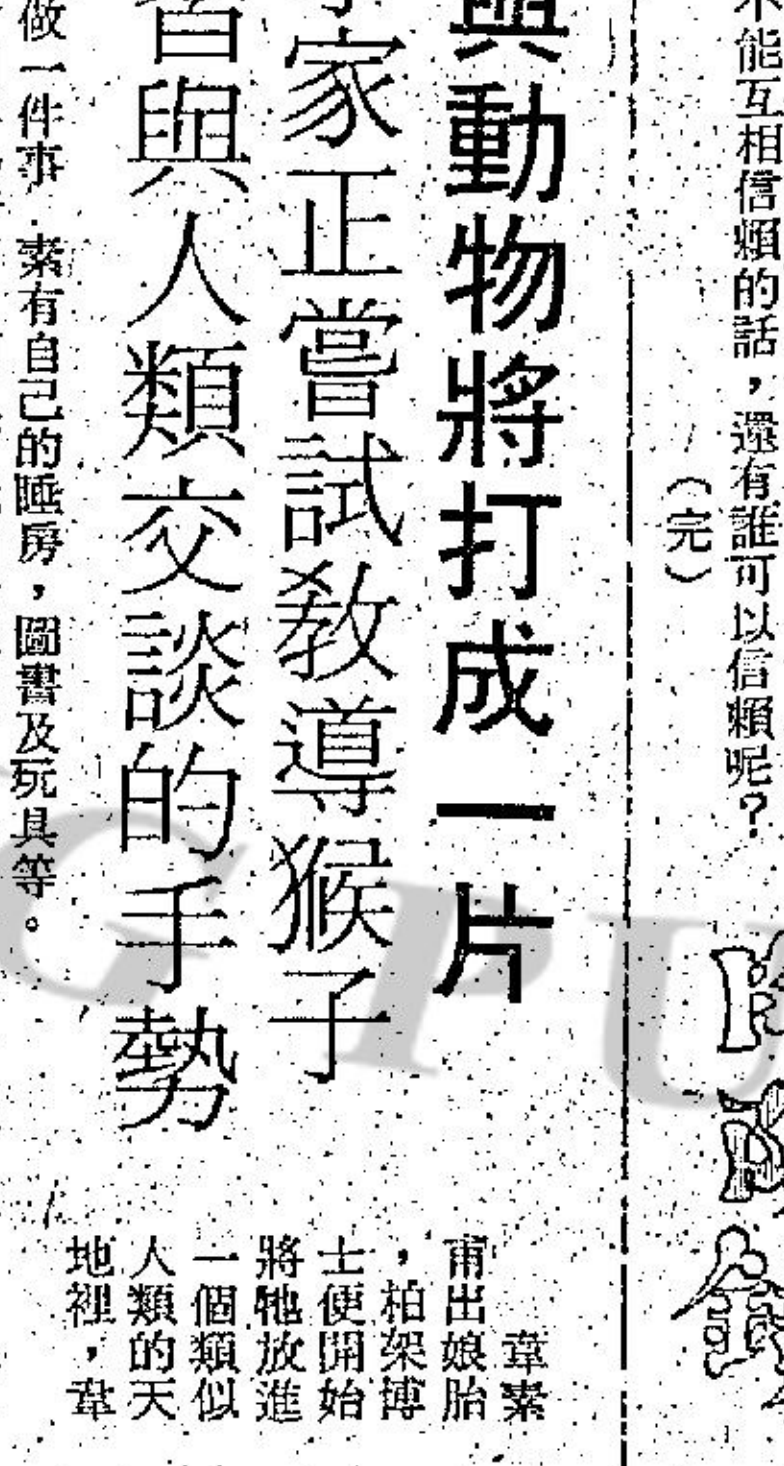 不能互相信賴的話，還有誰可以信賴呢？
（完）
與動物將打成一片
家正嘗試教導猴子
習與人類交談的手勢
韋素
甫出娘胎
，柏架博
士便開始
將牠放進
一個類似
人類的天
地裡，韋
做一件事．素有自己的睡房，圖書及玩具等。
PU